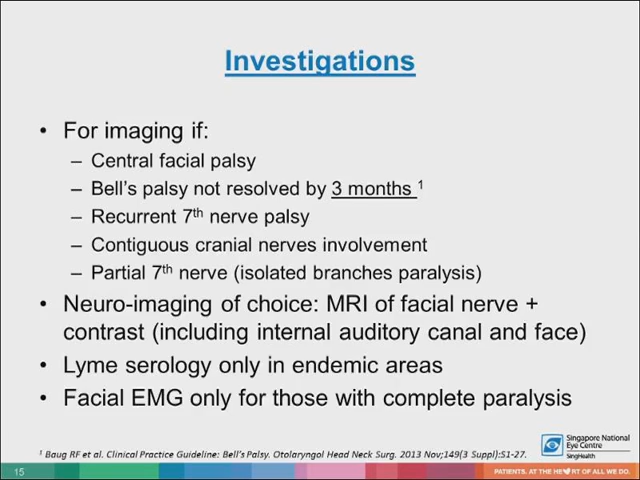 Investigations
• For imaging if:
– Central facial palsy
– Bell's palsy not resolved by 3 months 1
– Recurrent 7th nerve palsy
– Contiguous cranial nerves involvement
– Partial 7th nerve (isolated branches paralysis)
• Neuro-imaging of choice: MRI of facial nerve +
contrast (including internal auditory canal and face)
• Lyme serology only in endemic areas
• Facial EMG only for those with complete paralysis
1 Baug RF et al. Clinical Practice Guideline: Bell's Palsy. Otolaryngol Head Neck Surg. 2013 Nov;149(3 Suppl):S1-27.
Singapore National
Eye Centre
SingHealth
15
PATIENTS. AT THE HE♥RT OF ALL WE DO.